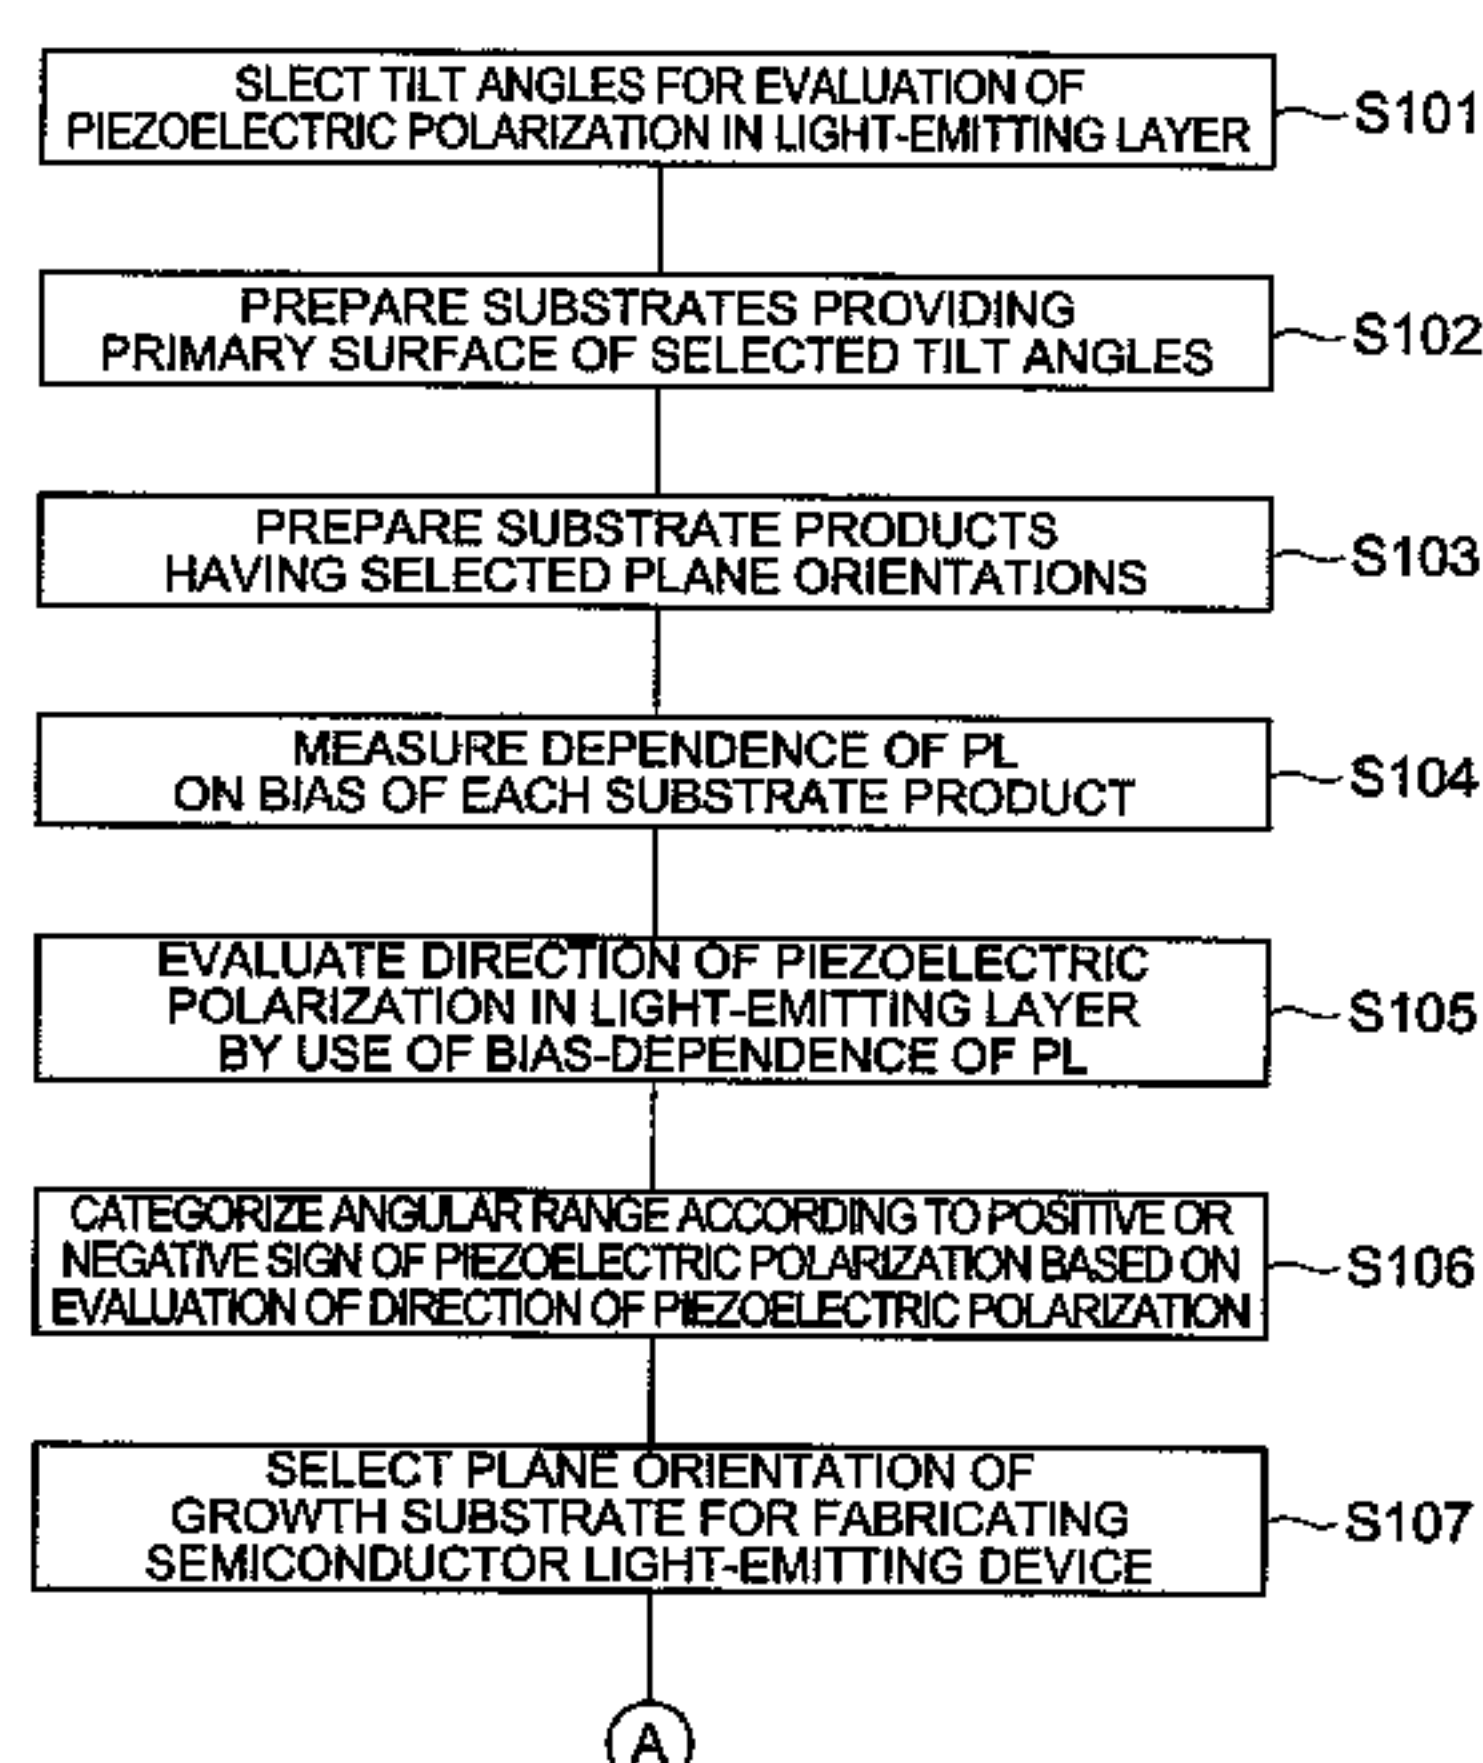 SLECT TILT ANGLES FOR EVALUATION OF
PIEZOELECTRIC POLARIZATION IN LIGHT-EMITTING LAYER
S101
PREPARE SUBSTRATES PROVIDING
PRIMARY SURFACE OF SELECTED TILT ANGLES
S102
PREPARE SUBSTRATE PRODUCTS
HAVING SELECTED PLANE ORIENTATIONS
S103
MEASURE DEPENDENCE OF PL
ON BIAS OF EACH SUBSTRATE PRODUCT
S104
EVALUATE DIRECTION OF PIEZOELECTRIC
POLARIZATION IN LIGHT-EMITTING LAYER
BY USE OF BIAS-DEPENDENCE OF PL
S105
CATEGORIZE ANGULAR RANGE ACCORDING TO POSITIVE OR
NEGATIVE SIGN OF PIEZOELECTRIC POLARIZATION BASED ON
EVALUATION OF DIRECTION OF PIEZOELECTRIC POLARIZATION
S106
SELECT PLANE ORIENTATION OF
GROWTH SUBSTRATE FOR FABRICATING
SEMICONDUCTOR LIGHT-EMITTING DEVICE
S107
A